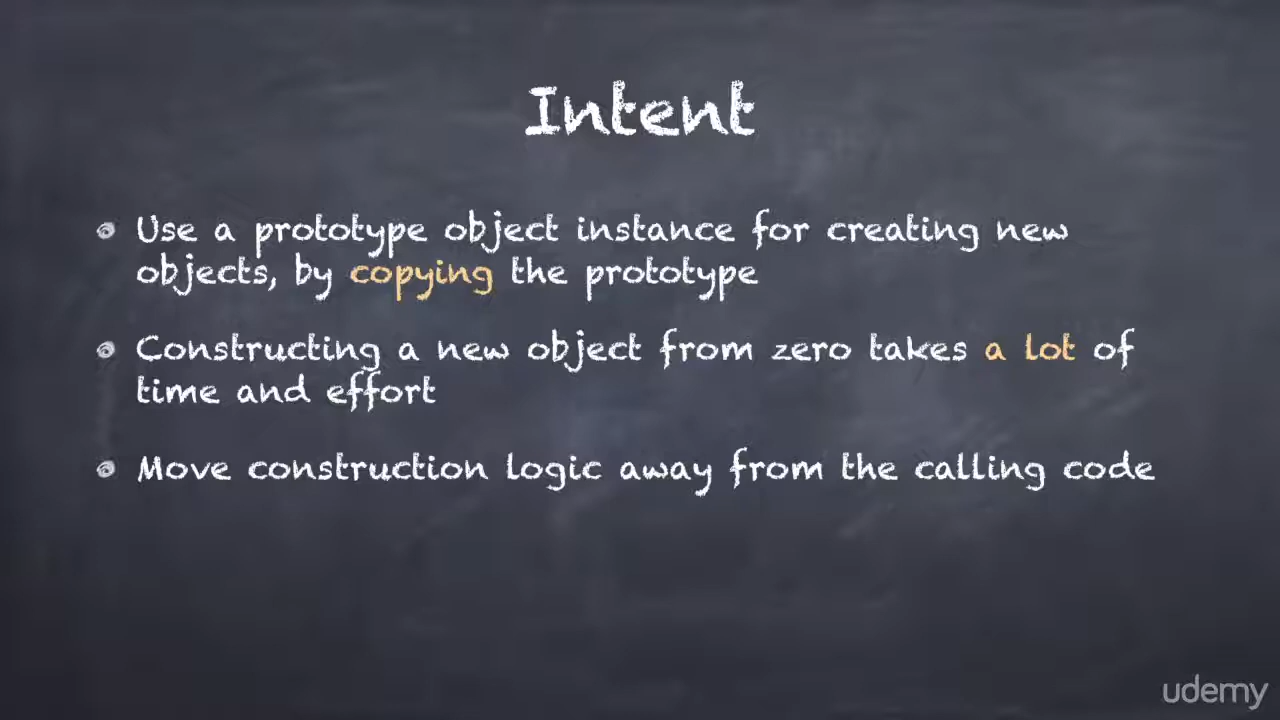 Intent
Use a prototype object instance for creating new
objects, by copying the prototype
Constructing a new object from zero takes a lot of
time and effort
Move construction logic away from the calling code
udemy